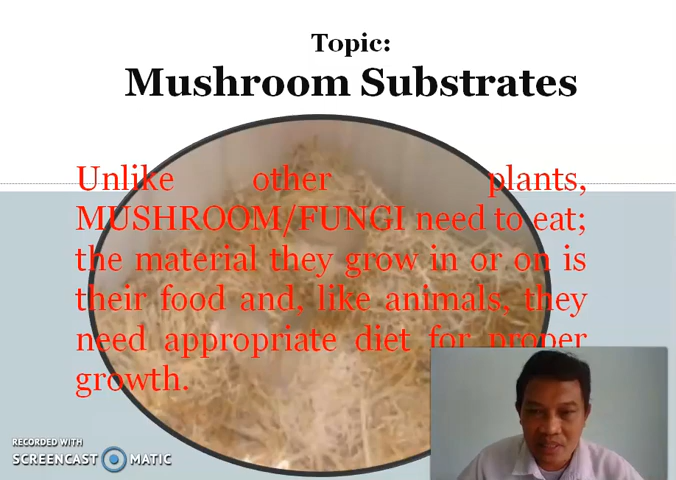 Topic:
Mushroom Substrates
Unlike other plants,
MUSHROOM/FUNGI need to eat;
the material they grow in or on is
their food and, like animals, they
need appropriate diet for proper
growth.
RECORDED WITH
SCREENCAST MATIC